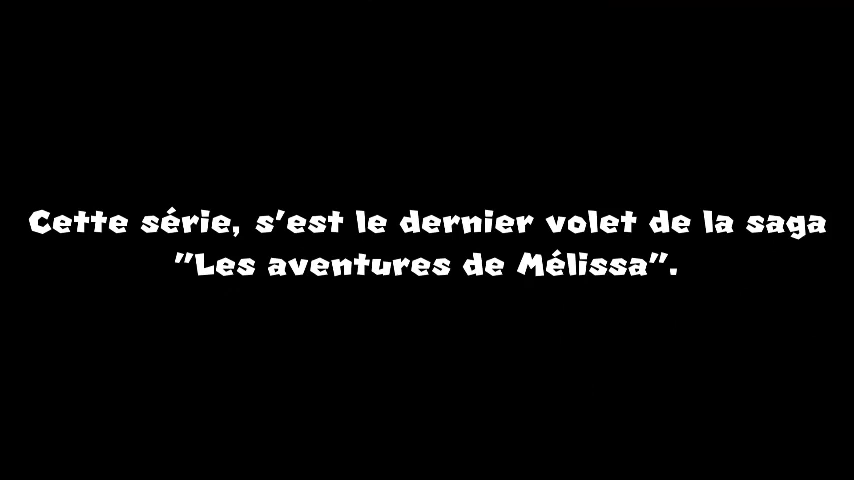 Cette série, s'est le dernier volet de la saga
"Les aventures de Mélissa".